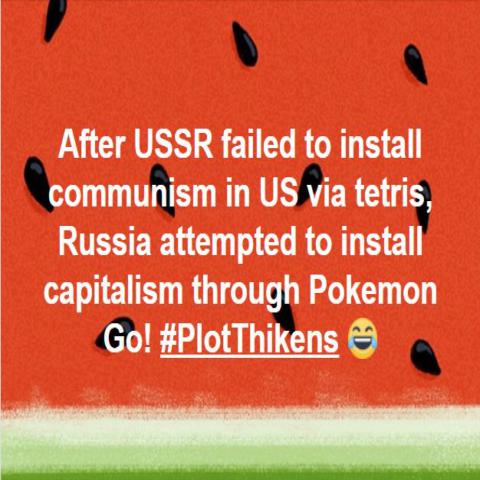 After USSR failed to install
communism in US via tetris,
Russia attempted to install
capitalism through Pokemon
Go! #PlotThikens 😂